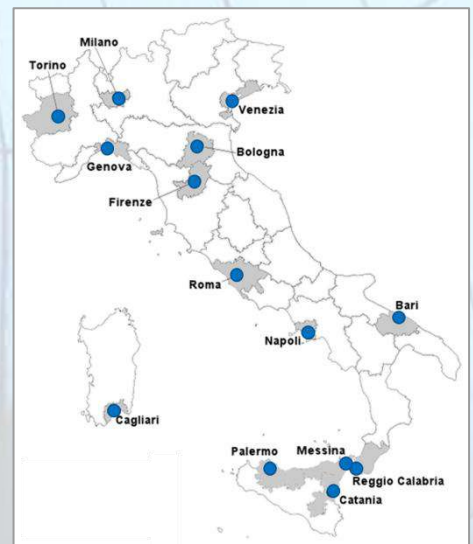 Milano
Torino
Venezia
Bologna
Genova
Firenze
Roma
Bari
Napoli
Cagliari
Palermo
Messina
Reggio Calabria
Catania